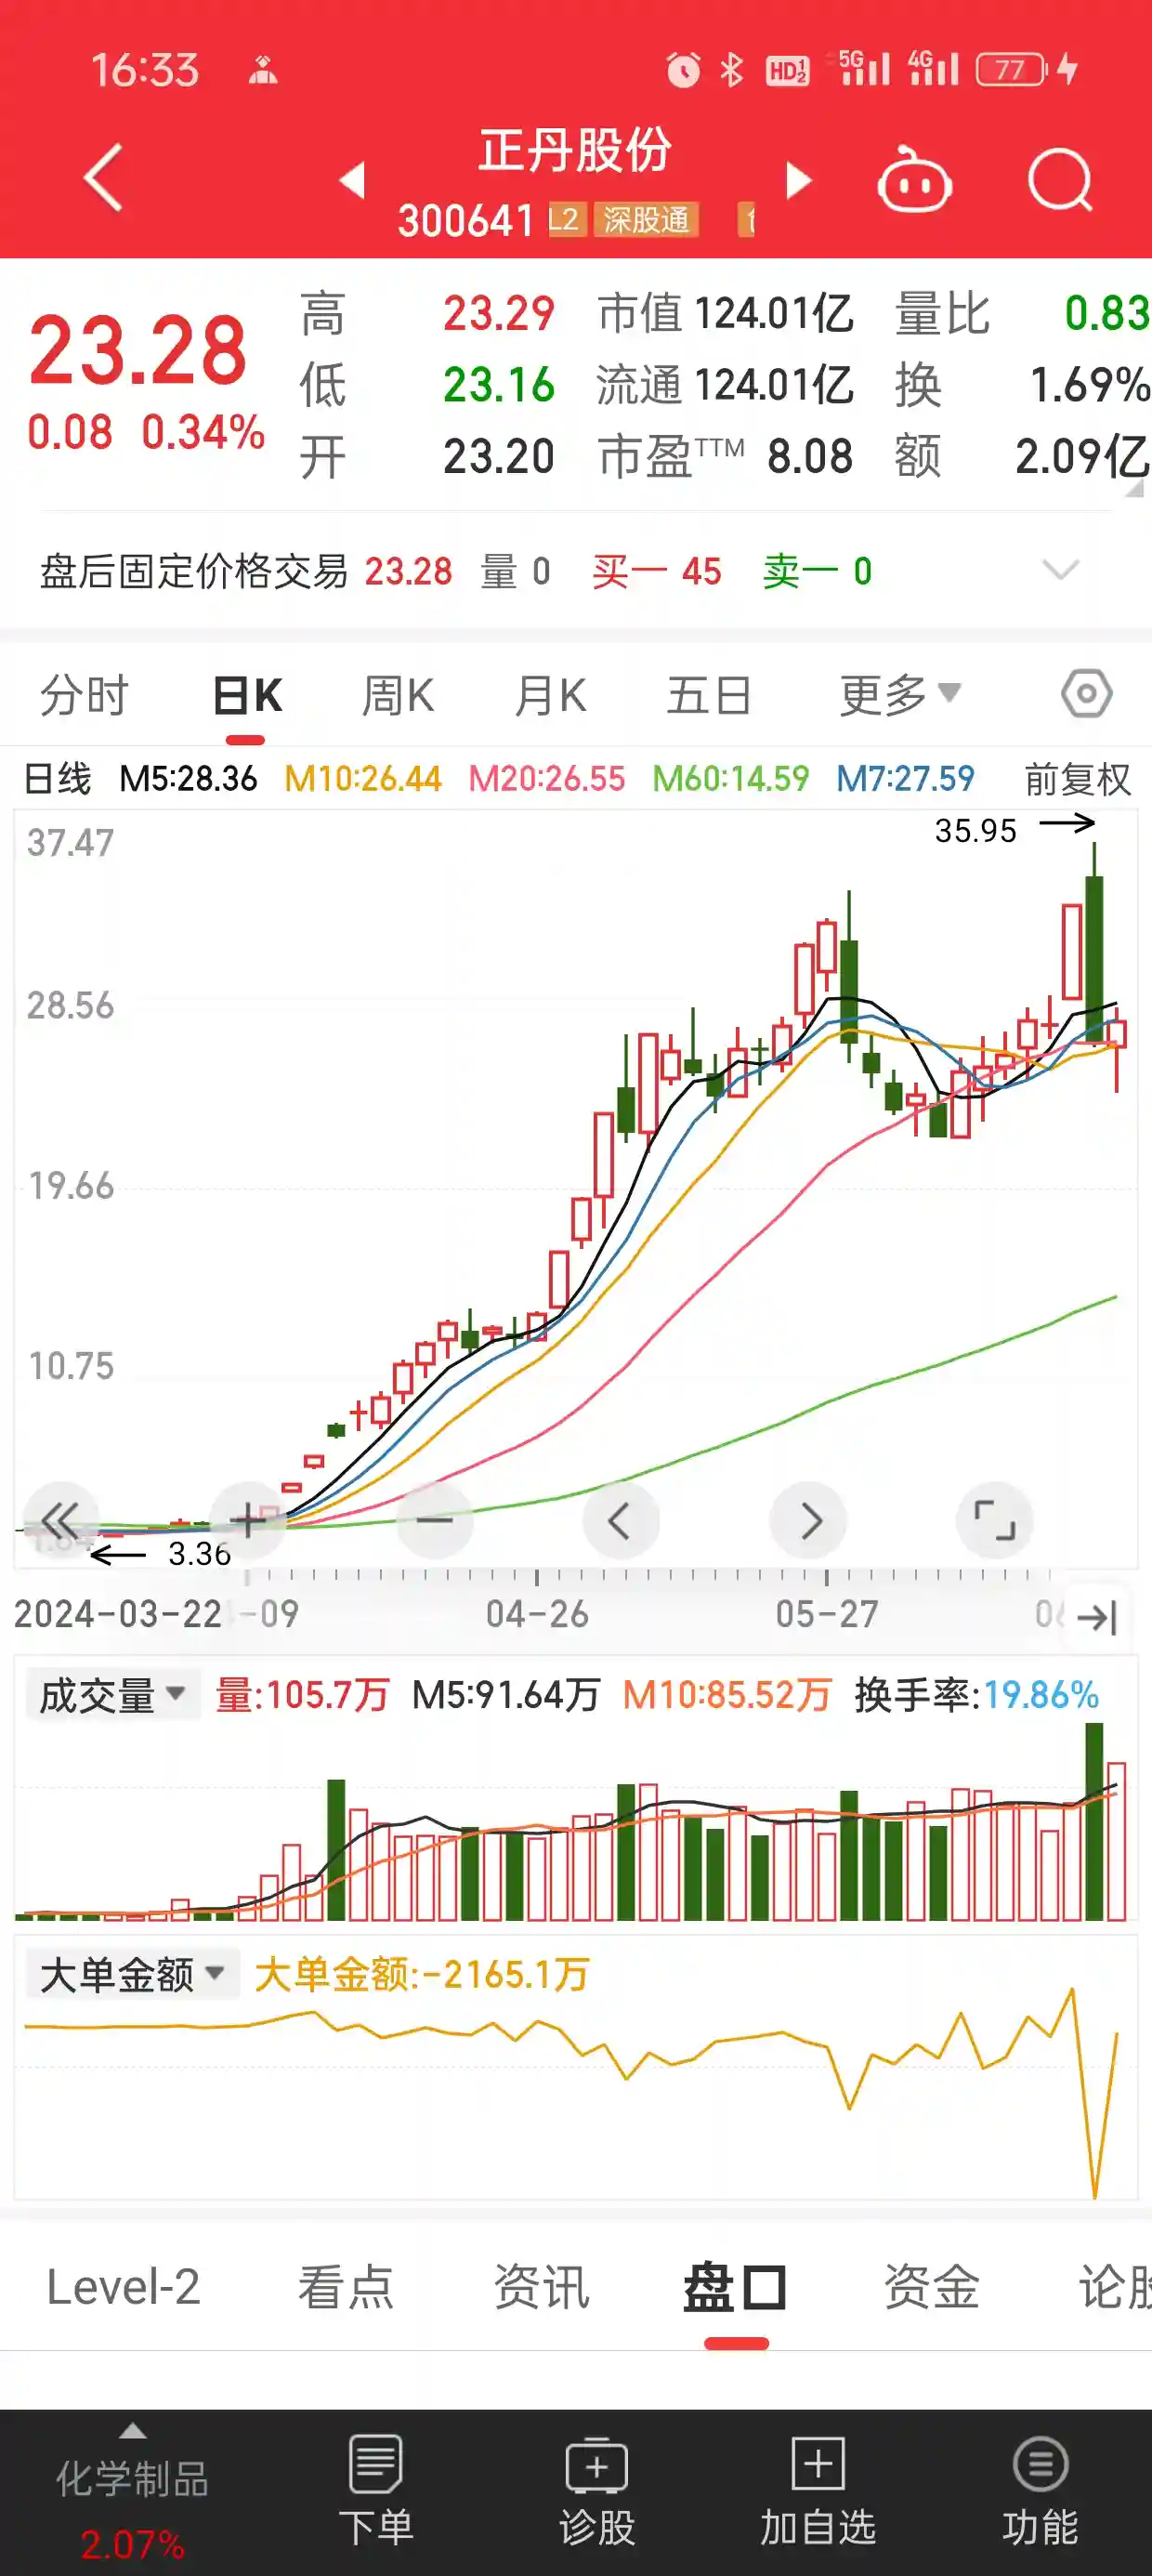 16:33 HD 1 2 5G 4G 77
正丹股份
300641 L2 深股通
23.28 高 23.29 市值 124.01亿 量比 0.83
低 23.16 流通 124.01亿 换 1.69%
0.08 0.34%
开 23.20 市盈TTM 8.08 额 2.09亿
盘后固定价格交易 23.28 量 0 买一 45 卖一 0
分时 日K 周K 月K 五日 更多
日线 M5:28.36 M10:26.44 M20:26.55 M60:14.59 M7:27.59 前复权
35.95
37.47
28.56
19.66
10.75
3.36
2024-03-22 -09 04-26 05-27
成交量 量:105.7万 M5:91.64万 M10:85.52万 换手率:19.86%
大单金额 大单金额:-2165.1万
Level-2 看点 资讯 盘口 资金 论股
化学制品 下单 诊股 加自选 功能
2.07%